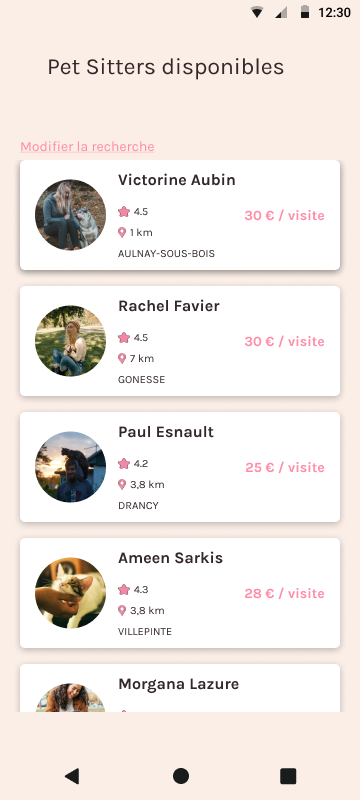 12:30
Pet Sitters disponibles
Modifier la recherche
Victorine Aubin
4.5
30 € / visite
1 km
AULNAY-SOUS-BOIS
Rachel Favier
4.5
30 € / visite
7 km
GONESSE
Paul Esnault
4.2
25 € / visite
3,8 km
DRANCY
Ameen Sarkis
4.3
28 € / visite
3,8 km
VILLEPINTE
Morgana Lazure